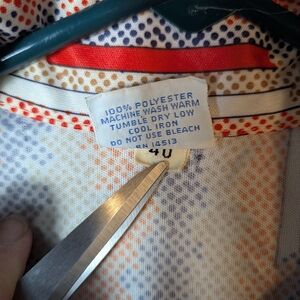 100% POLYESTER
MACHINE WASH WARM
TUMBLE DRY LOW
COOL IRON
DO NOT USE BLEACH
RN 14513
40